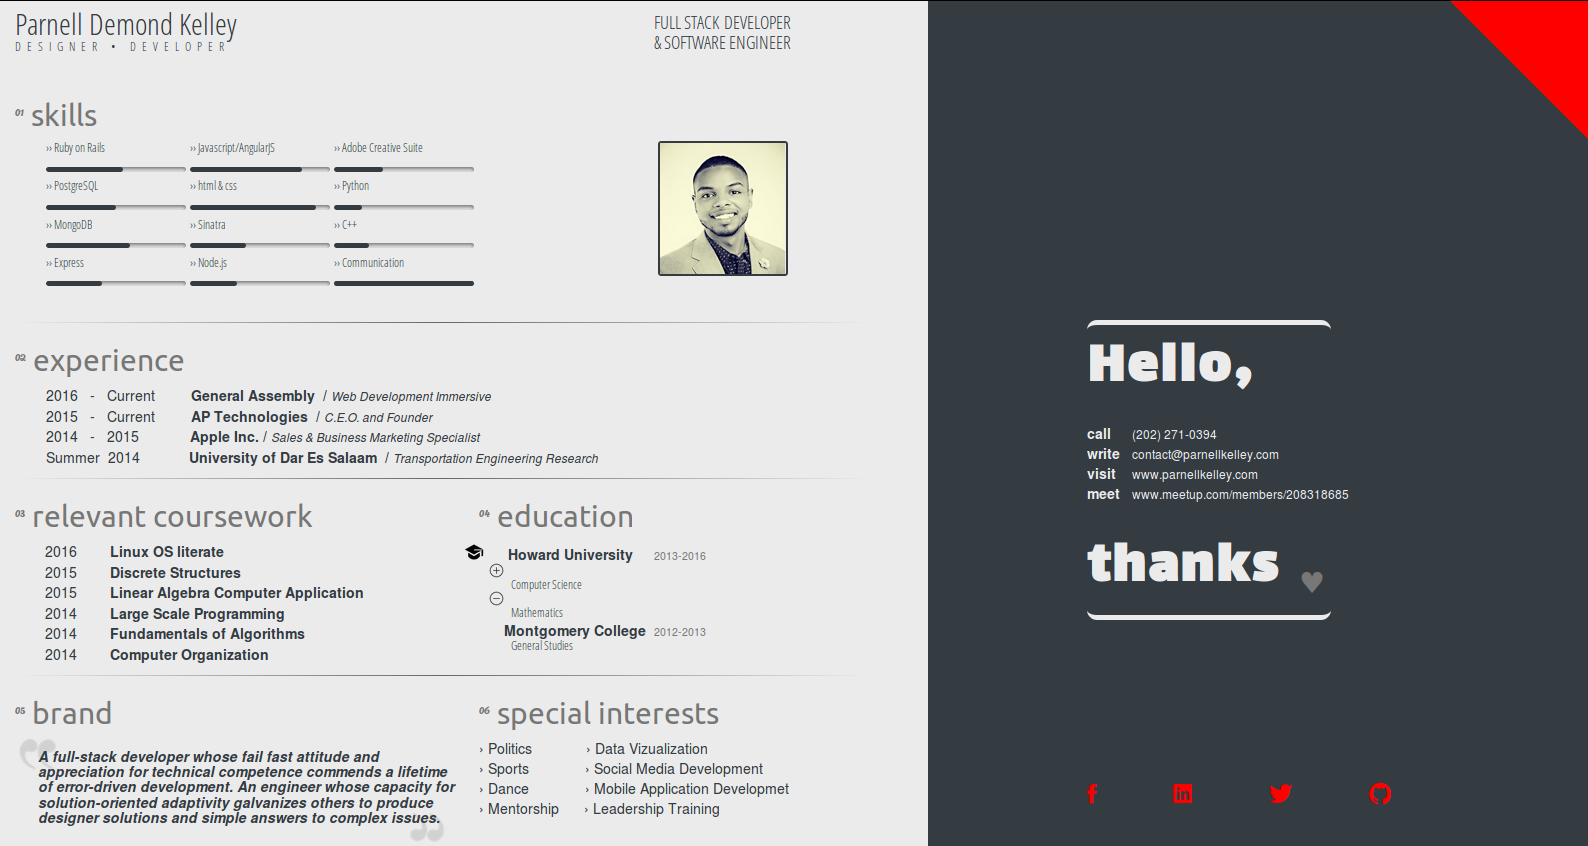 Parnell Demond Kelley
DESIGNER • DEVELOPER
FULL STACK DEVELOPER
& SOFTWARE ENGINEER
01 skills
›› Ruby on Rails
›› Javascript/AngularJS
›› Adobe Creative Suite
›› PostgreSQL
›› html & css
›› Python
›› MongoDB
›› Sinatra
›› C++
›› Express
›› Node.js
›› Communication
02 experience
2016 - Current General Assembly / Web Development Immersive
2015 - Current AP Technologies / C.E.O. and Founder
2014 - 2015 Apple Inc. / Sales & Business Marketing Specialist
Summer 2014 University of Dar Es Salaam / Transportation Engineering Research
03 relevant coursework
2016 Linux OS literate
2015 Discrete Structures
2015 Linear Algebra Computer Application
2014 Large Scale Programming
2014 Fundamentals of Algorithms
2014 Computer Organization
04 education
Howard University 2013-2016
Computer Science
Mathematics
Montgomery College 2012-2013
General Studies
05 brand
A full-stack developer whose fail fast attitude and
appreciation for technical competence commends a lifetime
of error-driven development. An engineer whose capacity for
solution-oriented adaptivity galvanizes others to produce
designer solutions and simple answers to complex issues.
06 special interests
› Politics
› Data Vizualization
› Sports
› Social Media Development
› Dance
› Mobile Application Developmet
› Mentorship
› Leadership Training
Hello,
call (202) 271-0394
write contact@parnellkelley.com
visit www.parnellkelley.com
meet www.meetup.com/members/208318685
thanks ♥